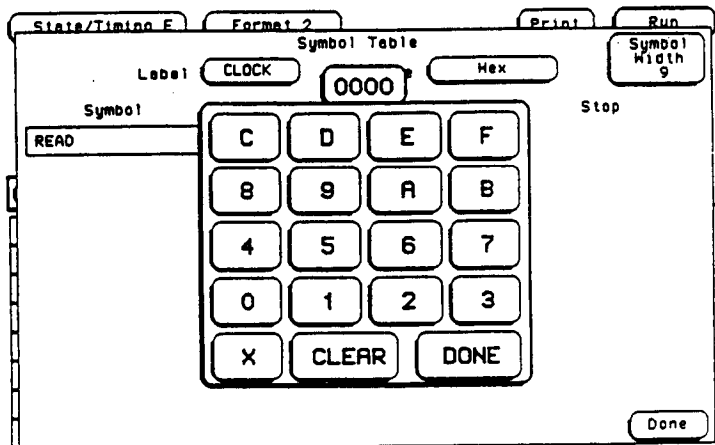 State/Timing E Format 2 Print Run
Symbol Table
Symbol Width 9
Label CLOCK Hex
0000
Symbol Stop
READ
C D E F
8 9 A B
4 5 6 7
0 1 2 3
X CLEAR DONE
Done